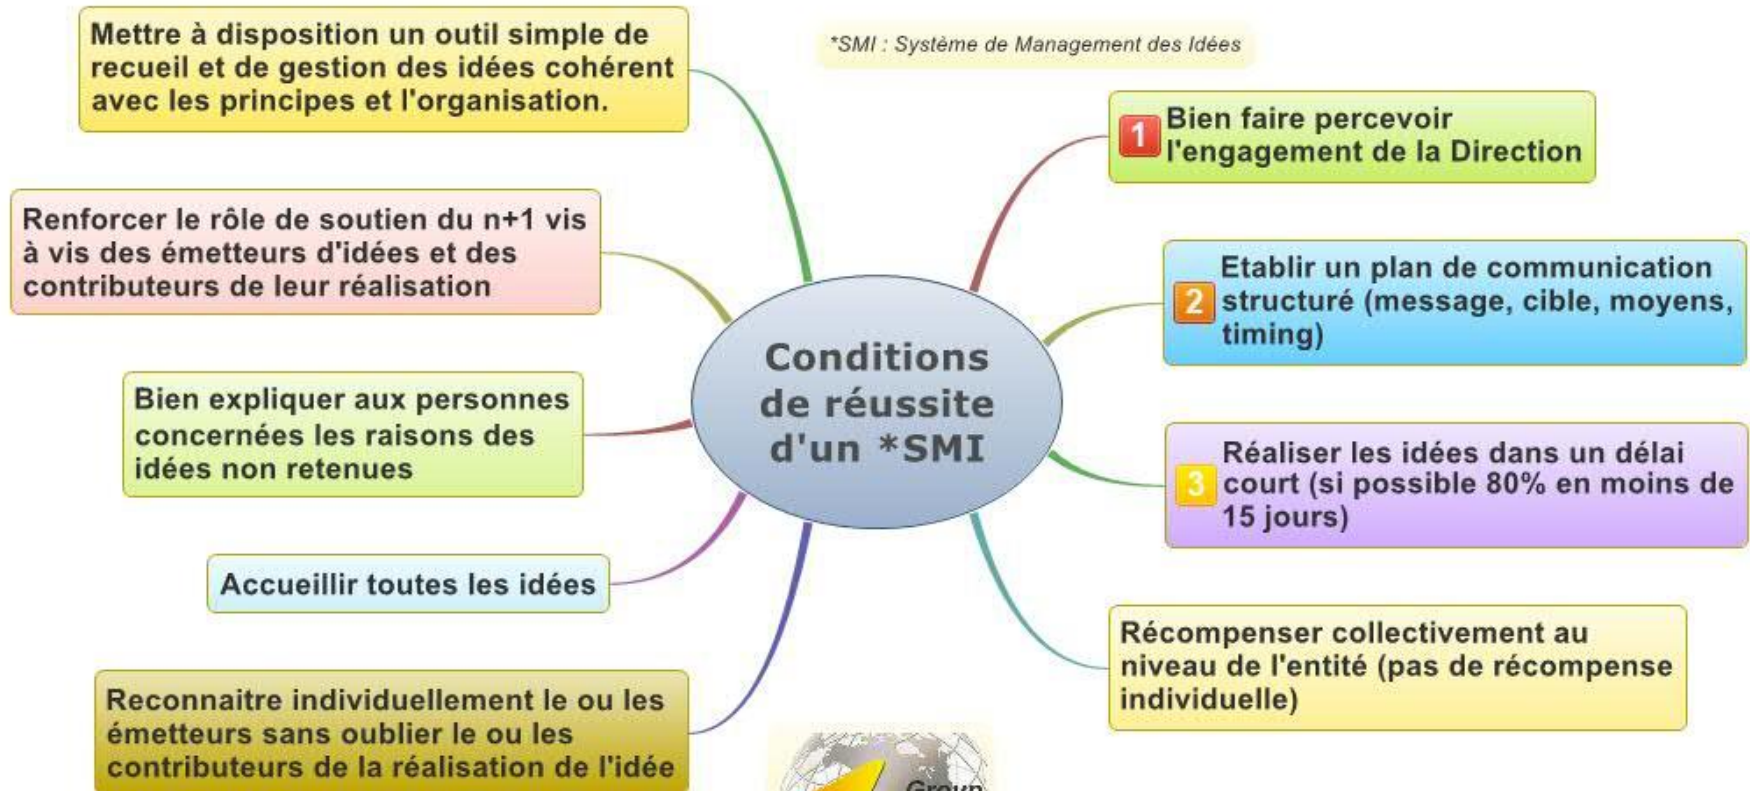 *SMI : Système de Management des Idées
Conditions
de réussite
d'un *SMI
1
Bien faire percevoir
l'engagement de la Direction
2
Etablir un plan de communication
structuré (message, cible, moyens,
timing)
3
Réaliser les idées dans un délai
court (si possible 80% en moins de
15 jours)
Récompenser collectivement au
niveau de l'entité (pas de récompense
individuelle)
Reconnaitre individuellement le ou les
émetteurs sans oublier le ou les
contributeurs de la réalisation de l'idée
Accueillir toutes les idées
Bien expliquer aux personnes
concernées les raisons des
idées non retenues
Renforcer le rôle de soutien du n+1 vis
à vis des émetteurs d'idées et des
contributeurs de leur réalisation
Mettre à disposition un outil simple de
recueil et de gestion des idées cohérent
avec les principes et l'organisation.
Group